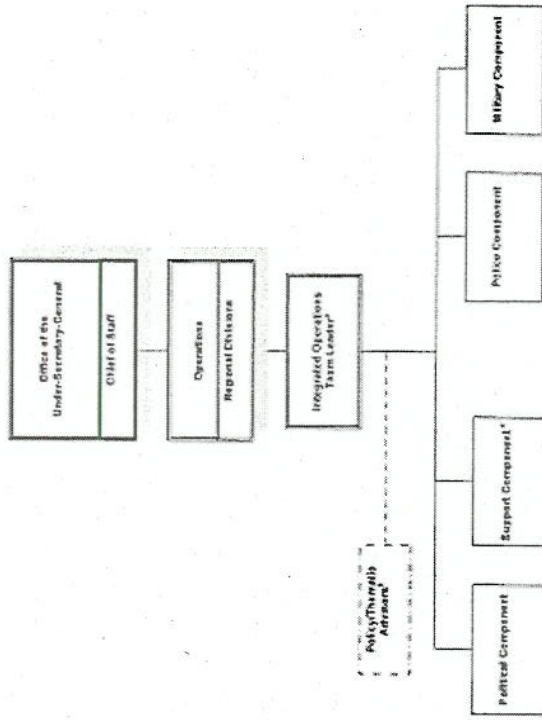 Office of the
Under-Secretary-General
Chief of Staff
Operations
Regional Divisions
Integrated Operations
Team Leader
Policy/Thematic
Advisers
Political Component
Support Component
Police Component
Military Component